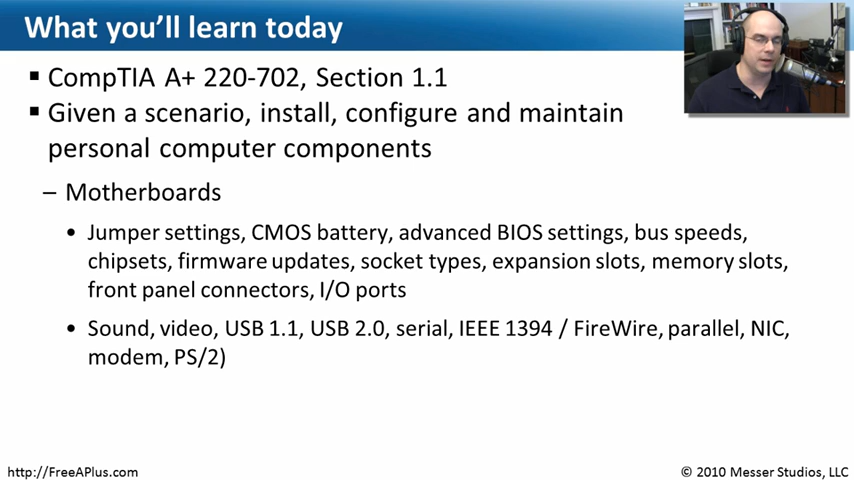 What you'll learn today
▪ CompTIA A+ 220-702, Section 1.1
▪ Given a scenario, install, configure and maintain
personal computer components
– Motherboards
• Jumper settings, CMOS battery, advanced BIOS settings, bus speeds,
chipsets, firmware updates, socket types, expansion slots, memory slots,
front panel connectors, I/O ports
• Sound, video, USB 1.1, USB 2.0, serial, IEEE 1394 / FireWire, parallel, NIC,
modem, PS/2)
http://FreeAPlus.com
© 2010 Messer Studios, LLC